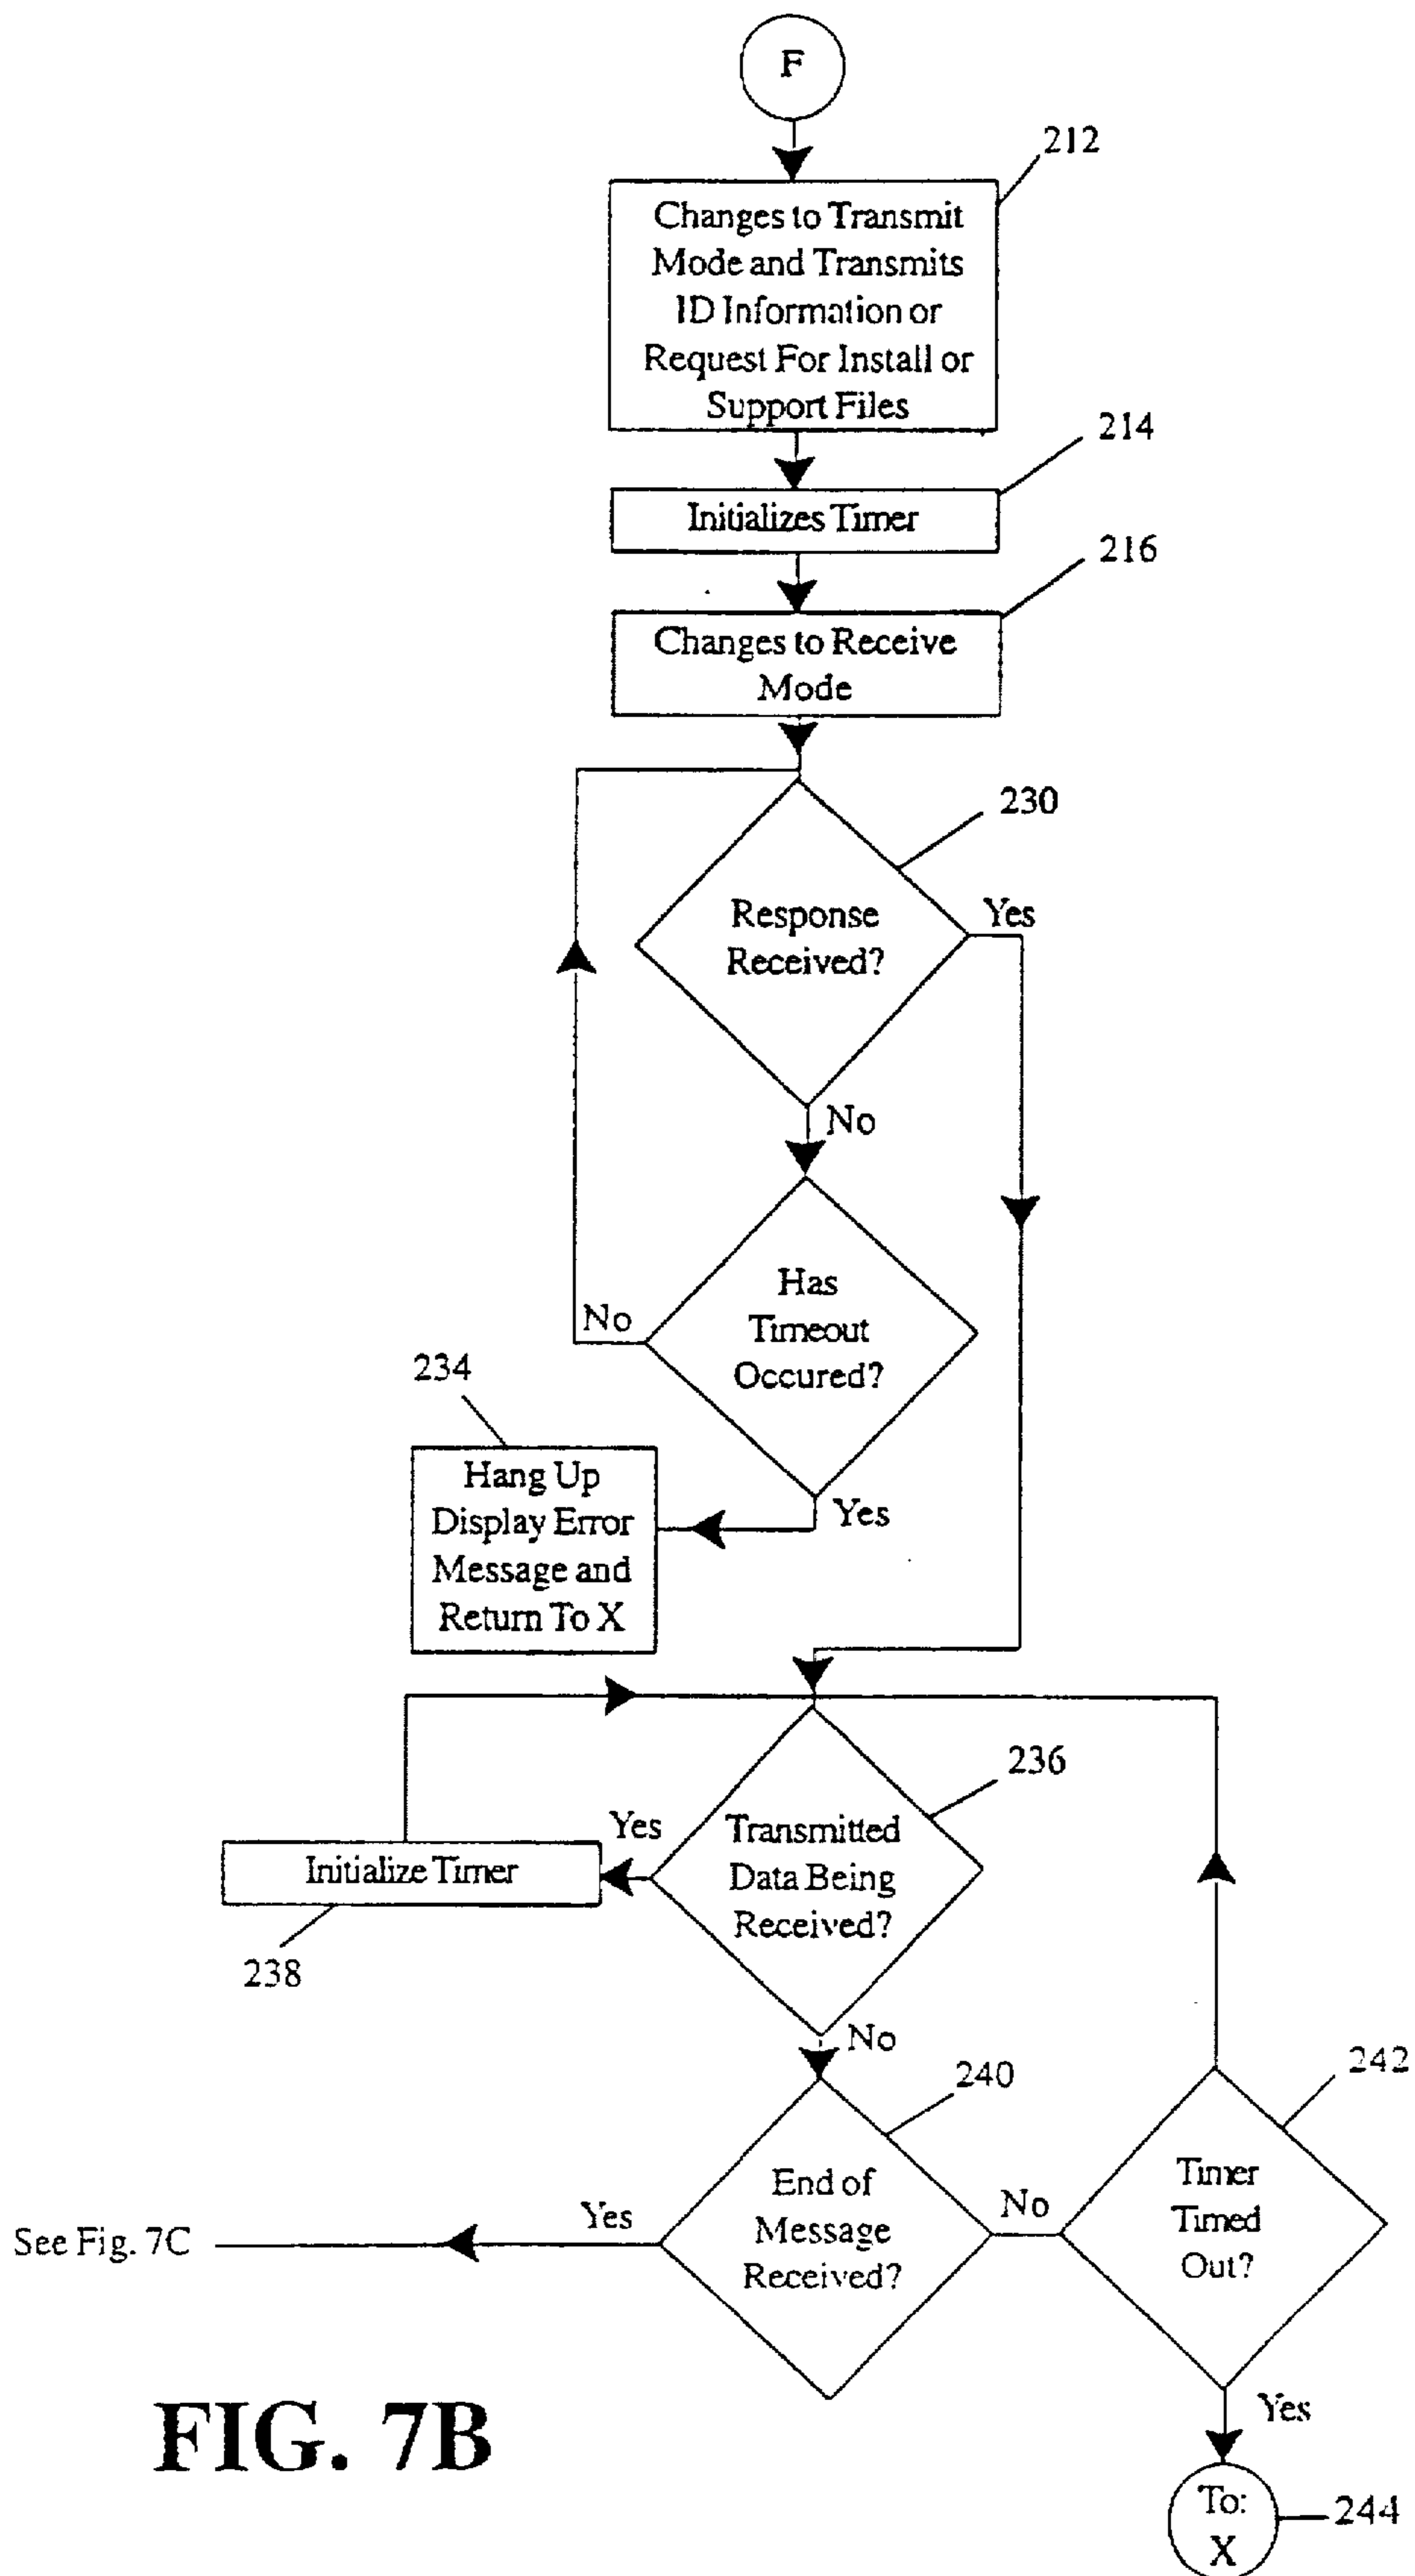 F
212
Changes to Transmit
Mode and Transmits
ID Information or
Request For Install or
Support Files
214
Initializes Timer
216
Changes to Receive
Mode
230
Response
Received?
Yes
No
Has
Timeout
Occured?
No
Yes
234
Hang Up
Display Error
Message and
Return To X
236
Transmitted
Data Being
Received?
Yes
Initialize Timer
238
No
240
End of
Message
Received?
Yes
See Fig. 7C
No
242
Timer
Timed
Out?
Yes
To:
X
244
FIG. 7B